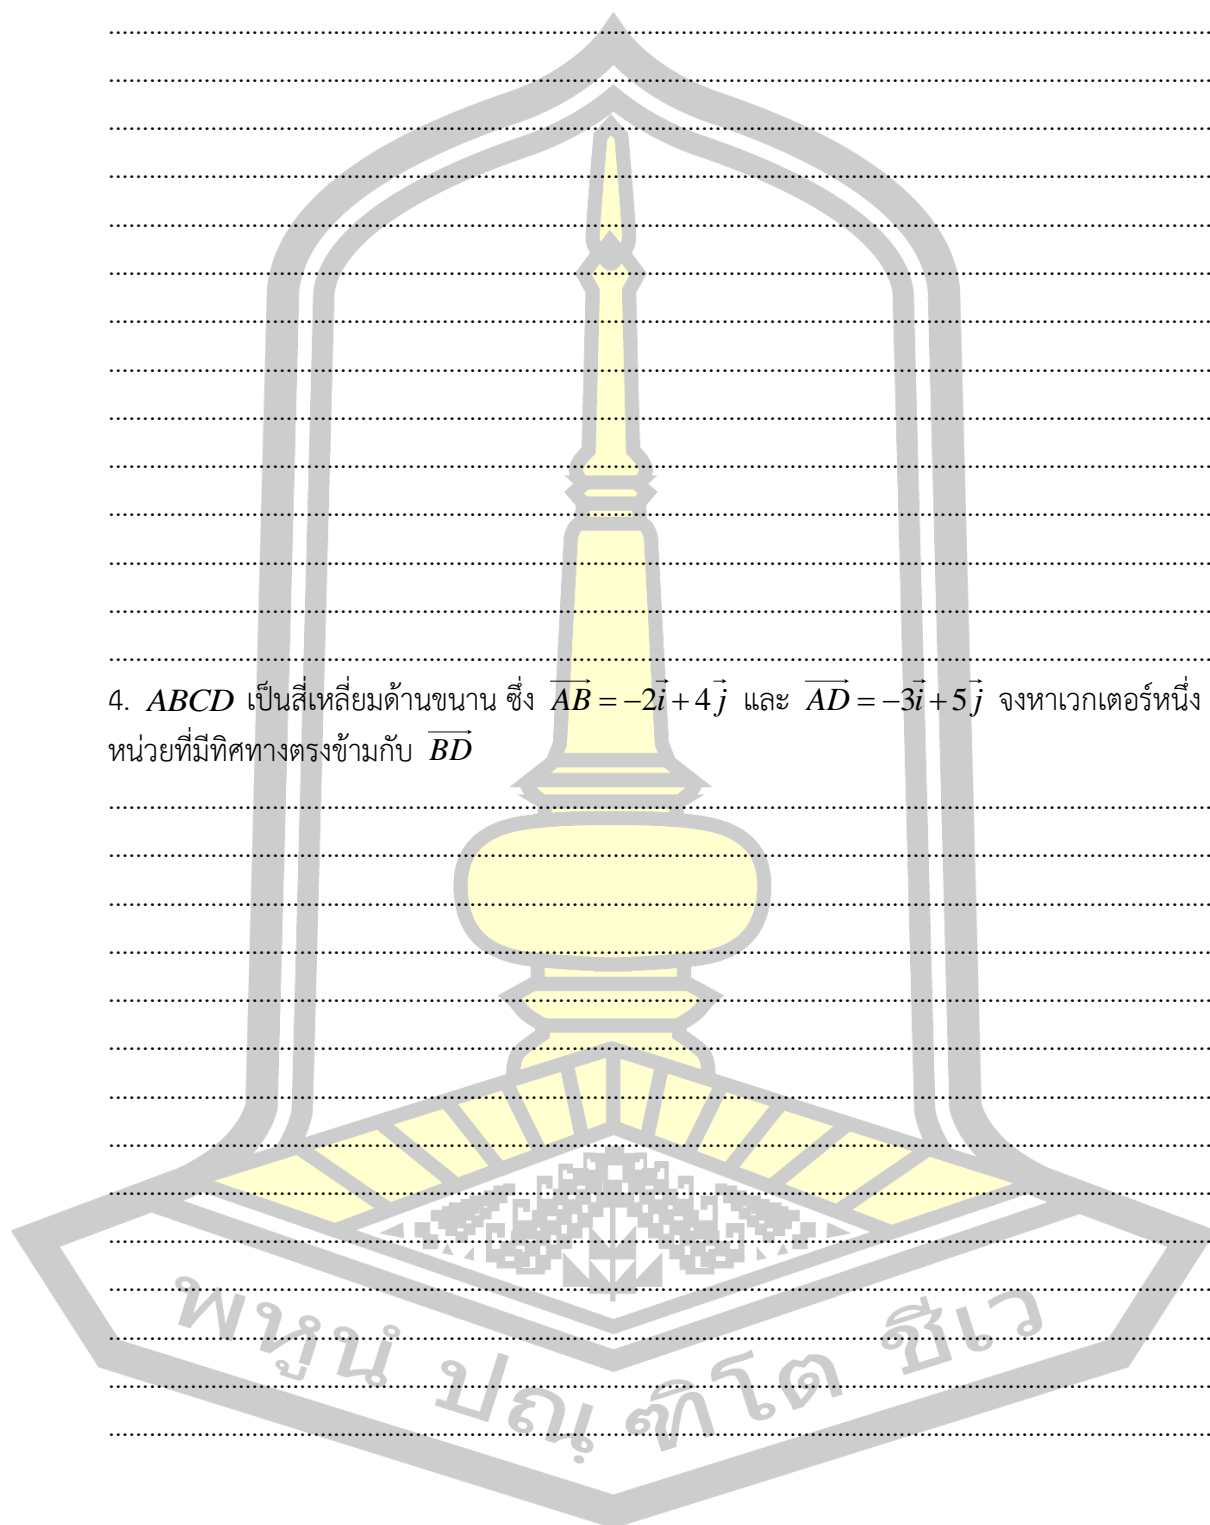 4. ABCD เป็นสี่เหลี่ยมด้านขนาน ซึ่ง $\overrightarrow{AB} = -2\vec{i} + 4\vec{j}$ และ $\overrightarrow{AD} = -3\vec{i} + 5\vec{j}$ จงหาเวกเตอร์หนึ่ง
หน่วยที่มีทิศทางตรงข้ามกับ $\overrightarrow{BD}$
พหูนํ ปณฺฑิโต ชีเว